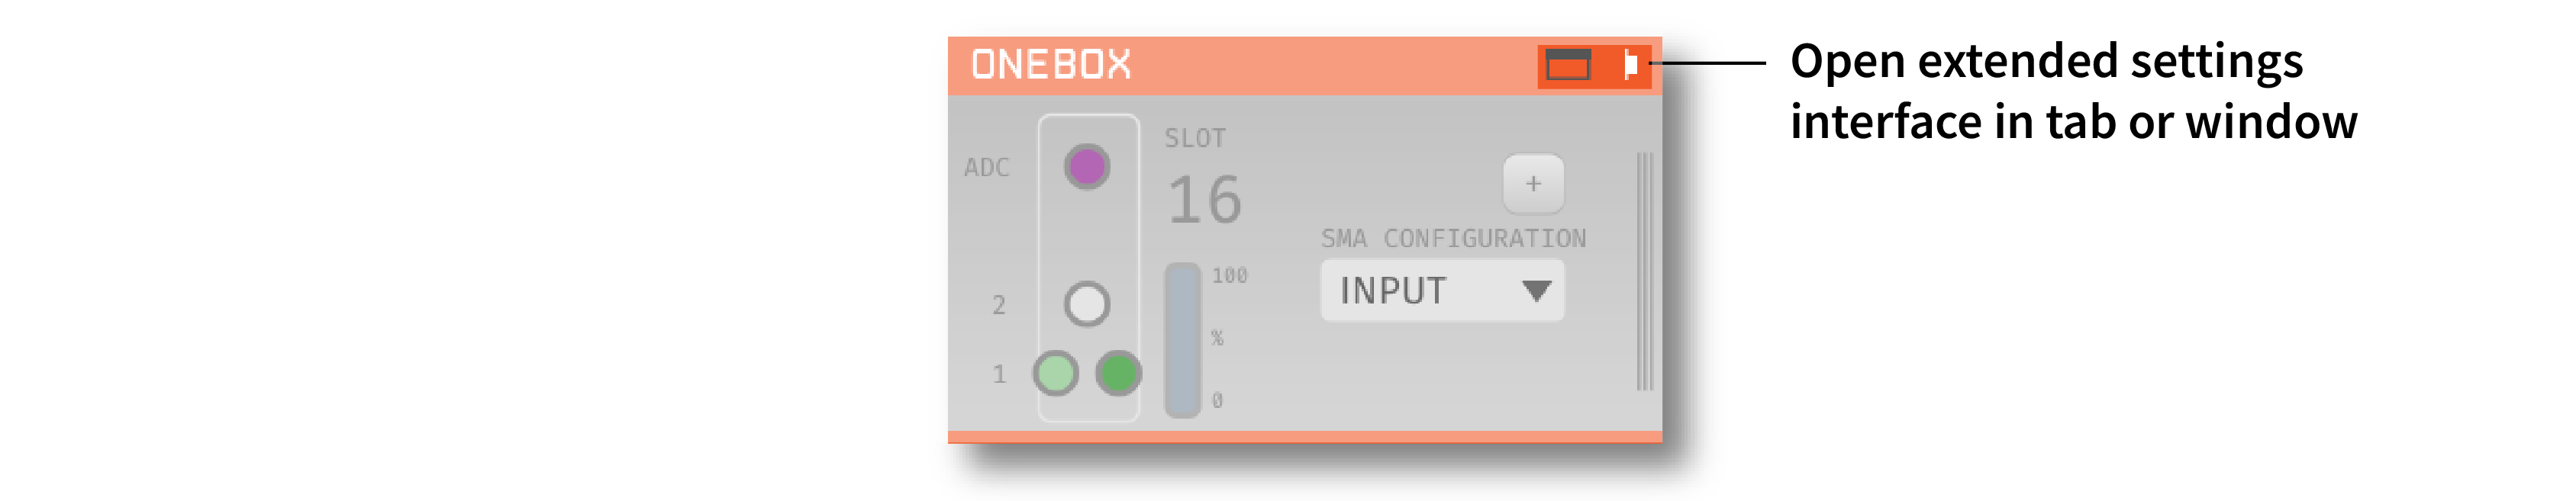 ONEBOX
Open extended settings
interface in tab or window
SLOT
ADC
16
+
SMA CONFIGURATION
INPUT
100
2
%
1
0